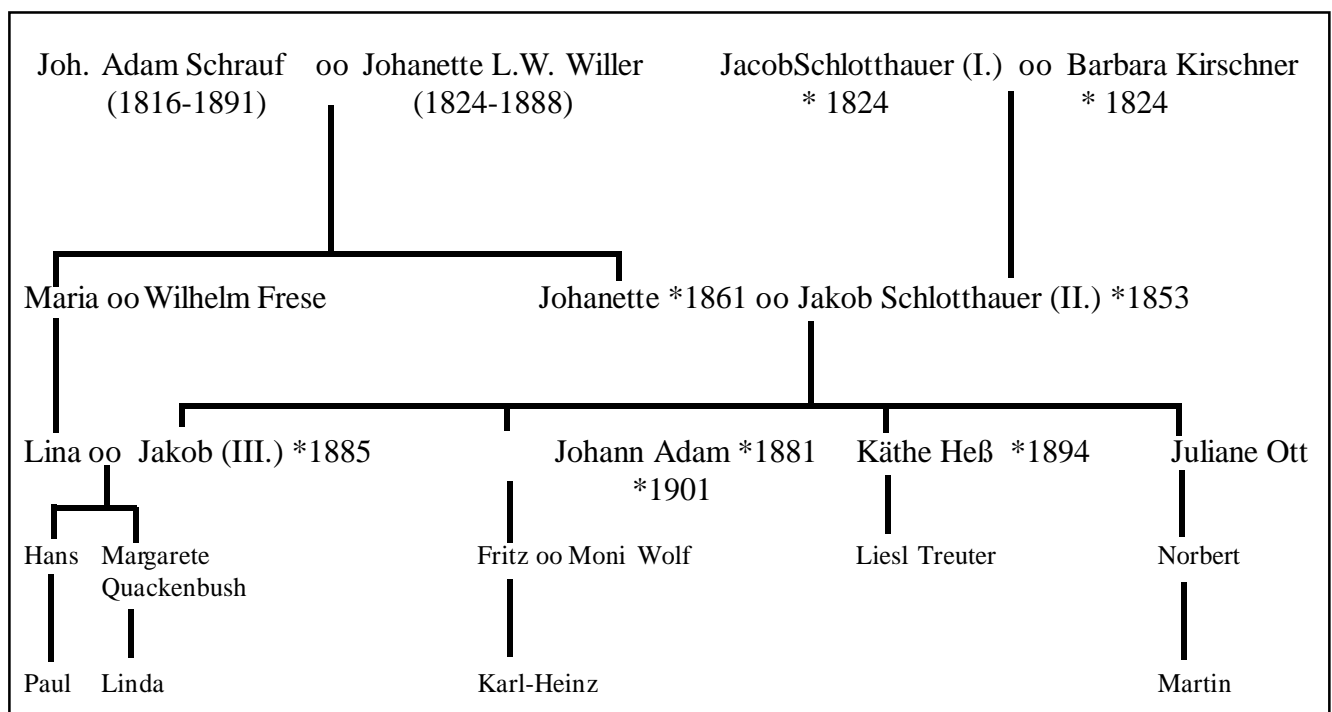 Joh. Adam Schrauf oo Johanette L.W. Willer JacobSchlotthauer (I.) oo Barbara Kirschner
(1816-1891) (1824-1888) * 1824 * 1824
Maria oo Wilhelm Frese Johanette *1861 oo Jakob Schlotthauer (II.) *1853
Lina oo Jakob (III.) *1885 Johann Adam *1881 Käthe Heß *1894 Juliane Ott
*1901
Hans Margarete Fritz oo Moni Wolf Liesl Treuter Norbert
Quackenbush
Paul Linda Karl-Heinz Martin